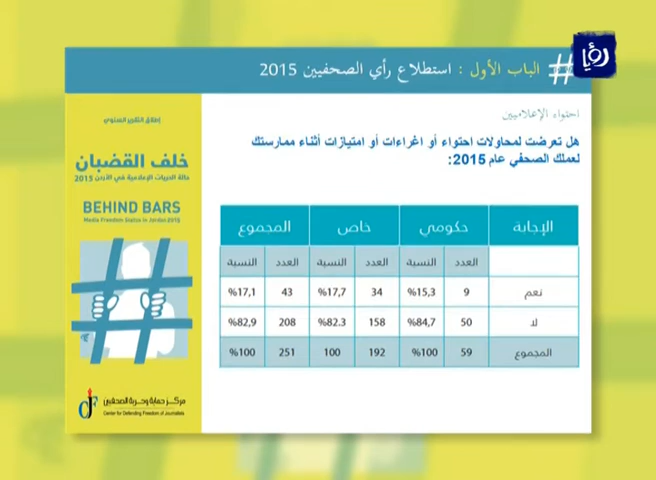 رؤيا
# الباب الأول : استطلاع رأي الصحفيين 2015
احتواء الإعلاميين
هل تعرضت لمحاولات احتواء أو اغراءات أو امتيازات أثناء ممارستك
لعملك الصحفي عام 2015:
الإجابة حكومي خاص المجموع
العدد النسبة العدد النسبة العدد النسبة
نعم 9 %15,3 34 %17,7 43 %17,1
لا 50 %84,7 158 %82.3 208 %82,9
المجموع 59 %100 192 100 251 %100
إطلاق التقرير السنوي
خلف القضبان
حالة الحريات الإعلامية في الأردن 2015
BEHIND BARS
Media Freedom Status in Jordan 2015
مركز حماية وحرية الصحفيين
Center for Defending Freedom of Journalists